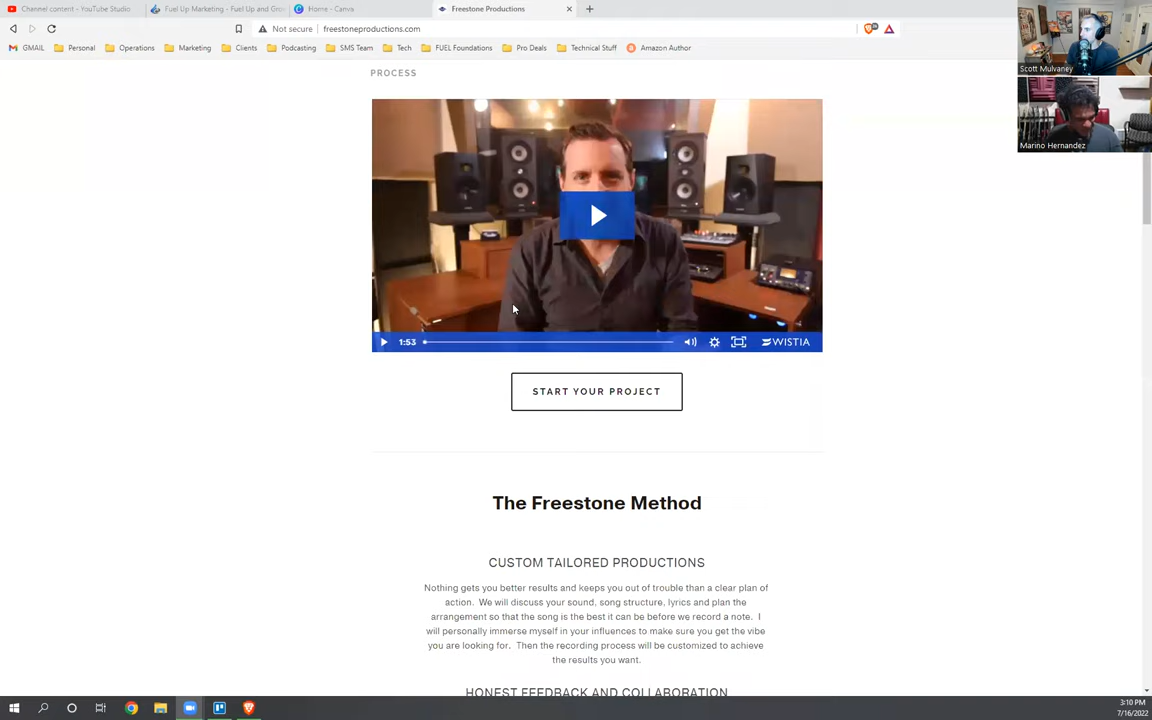 Channel content - YouTube Studio
Fuel Up Marketing - Fuel Up and Gro
Home - Canva
Freestone Productions
Not secure
freestoneproductions.com
GMAIL
Personal
Operations
Marketing
Clients
Podcasting
SMS Team
Tech
FUEL Foundations
Pro Deals
Technical Stuff
Amazon Author
Scott Mulvaney
Marino Hernandez
PROCESS
1:53
WISTIA
START YOUR PROJECT
The Freestone Method
CUSTOM TAILORED PRODUCTIONS
Nothing gets you better results and keeps you out of trouble than a clear plan of
action. We will discuss your sound, song structure, lyrics and plan the
arrangement so that the song is the best it can be before we record a note. I
will personally immerse myself in your influences to make sure you get the vibe
you are looking for. Then the recording process will be customized to achieve
the results you want.
HONEST FEEDBACK AND COLLABORATION
3:10 PM
7/16/2022